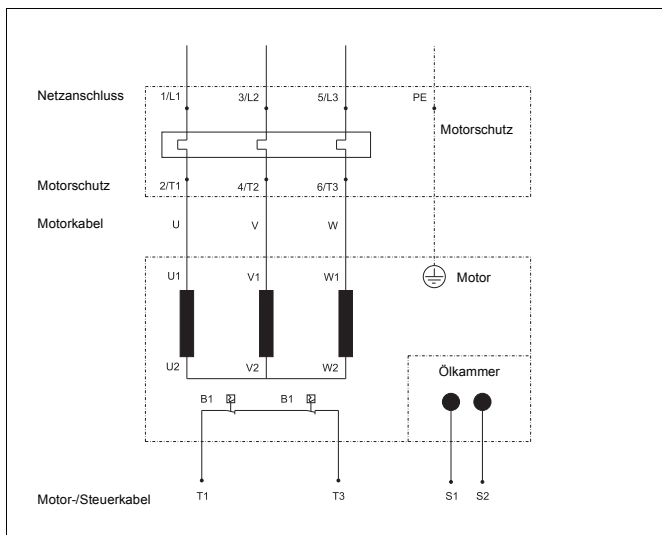 Netzanschluss 1/L1 3/L2 5/L3 PE
Motorschutz
Motorschutz 2/T1 4/T2 6/T3
Motorkabel U V W
U1 V1 W1 Motor
U2 V2 W2 Ölkammer
B1 B1
Motor-/Steuerkabel T1 T3 S1 S2